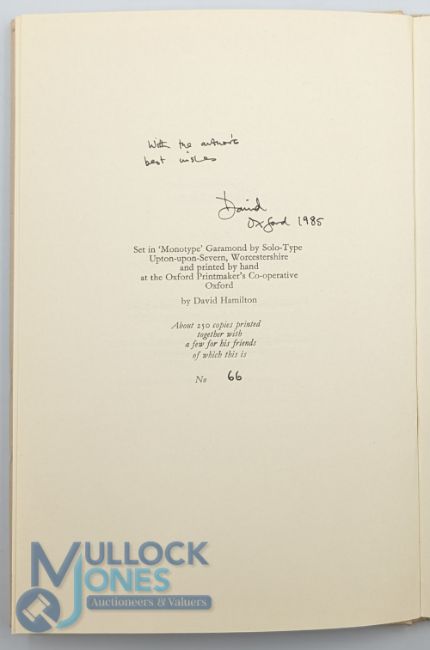 With the author's
best wishes
David
Oxford 1985
Set in 'Monotype' Garamond by Solo-Type
Upton-upon-Severn, Worcestershire
and printed by hand
at the Oxford Printmaker's Co-operative
Oxford
by David Hamilton
About 250 copies printed
together with
a few for his friends
of which this is
No 66
MULLOCK
JONES
Auctioneers & Valuers